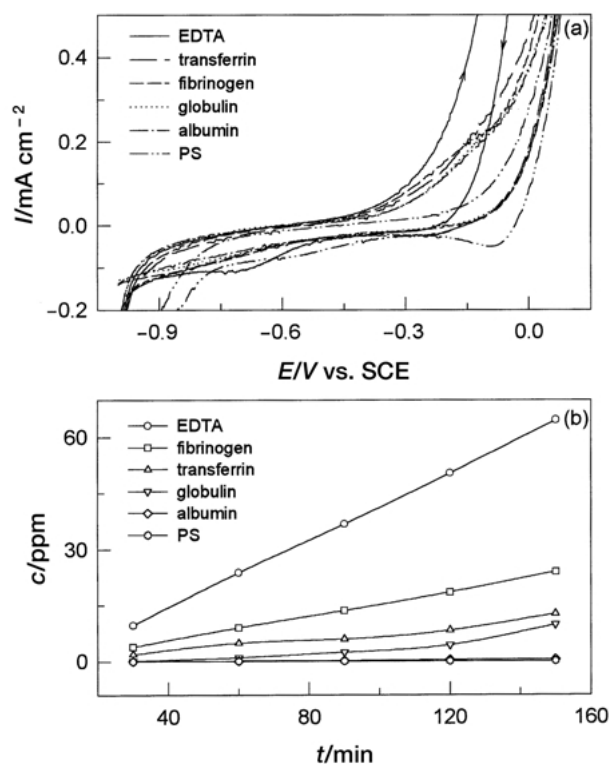 (a)
EDTA
transferrin
fibrinogen
globulin
albumin
PS
I/mA cm⁻²
0.4
0.2
0.0
−0.2
−0.9
−0.6
−0.3
0.0
E/V vs. SCE
(b)
EDTA
fibrinogen
transferrin
globulin
albumin
PS
c/ppm
60
30
0
40
80
120
160
t/min